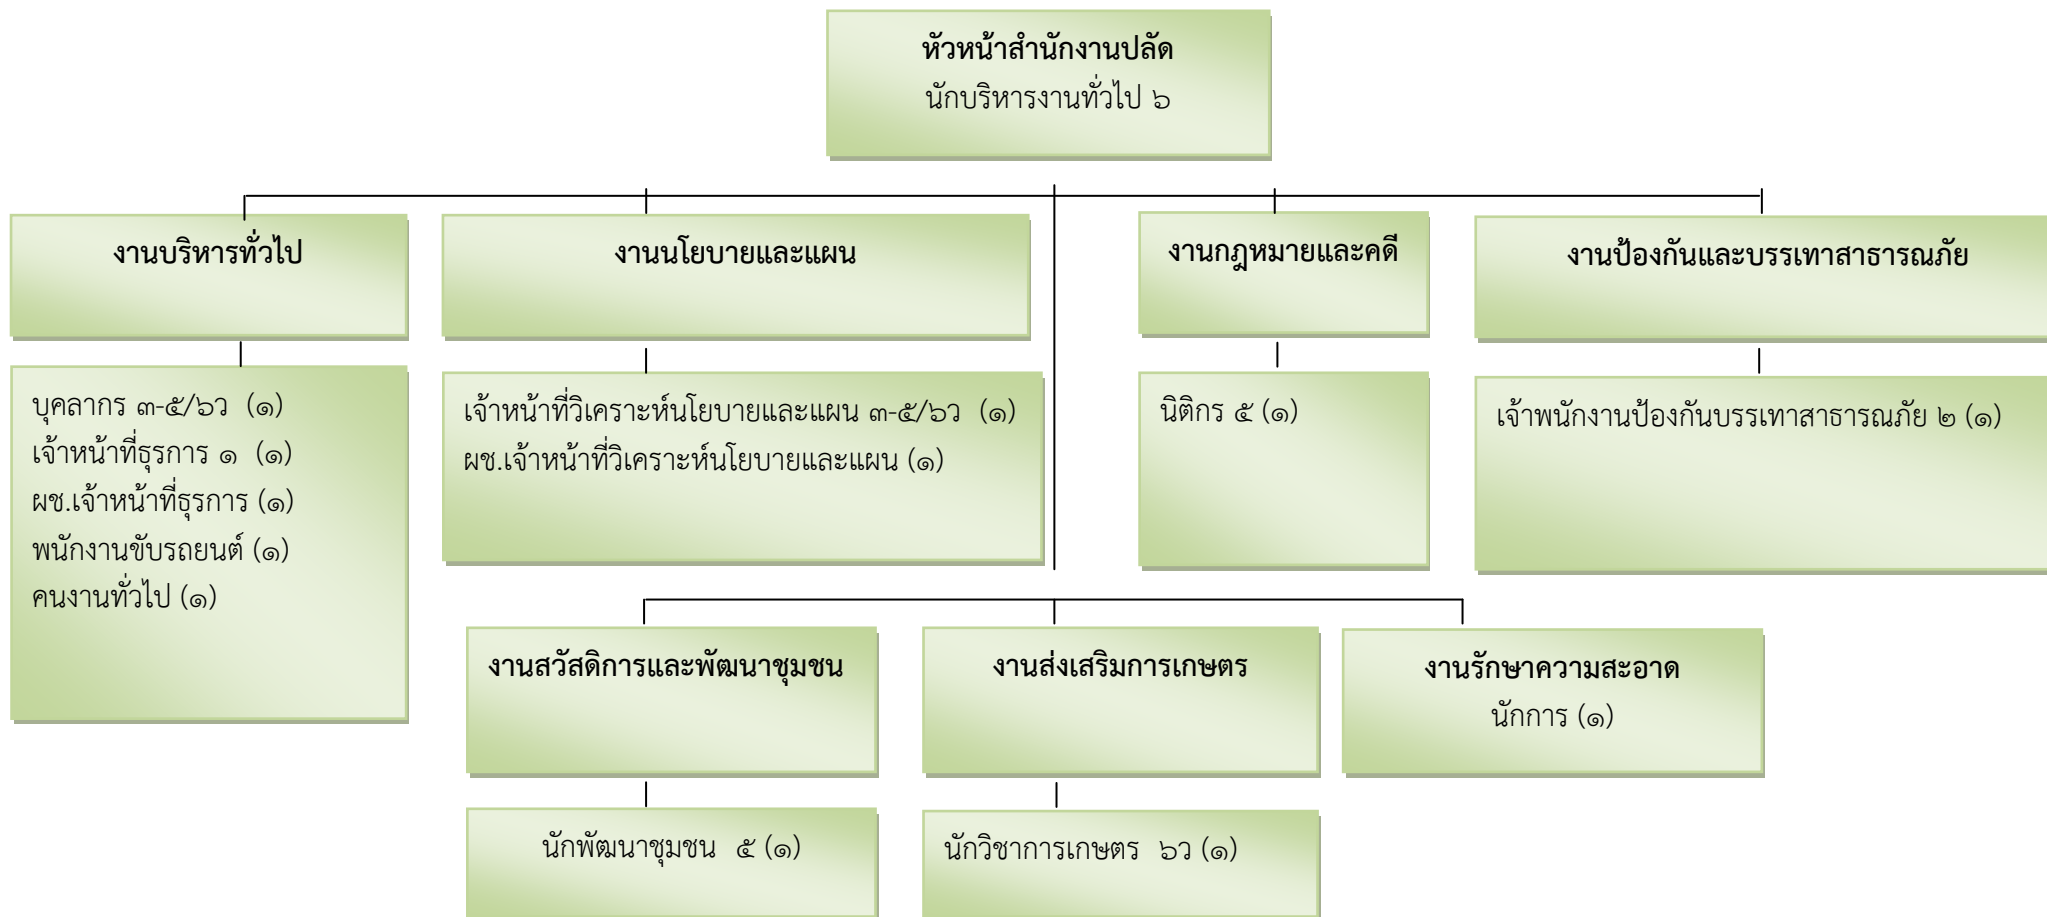 หัวหน้าสำนักงานปลัด
นักบริหารงานทั่วไป ๖
งานบริหารทั่วไป
งานนโยบายและแผน
งานกฎหมายและคดี
งานป้องกันและบรรเทาสาธารณภัย
บุคลากร ๓-๕/๖ว (๑)
เจ้าหน้าที่ธุรการ ๑ (๑)
ผช.เจ้าหน้าที่ธุรการ (๑)
พนักงานขับรถยนต์ (๑)
คนงานทั่วไป (๑)
เจ้าหน้าที่วิเคราะห์นโยบายและแผน ๓-๕/๖ว (๑)
ผช.เจ้าหน้าที่วิเคราะห์นโยบายและแผน (๑)
นิติกร ๕ (๑)
เจ้าพนักงานป้องกันบรรเทาสาธารณภัย ๒ (๑)
งานสวัสดิการและพัฒนาชุมชน
งานส่งเสริมการเกษตร
งานรักษาความสะอาด
นักการ (๑)
นักพัฒนาชุมชน ๕ (๑)
นักวิชาการเกษตร ๖ว (๑)